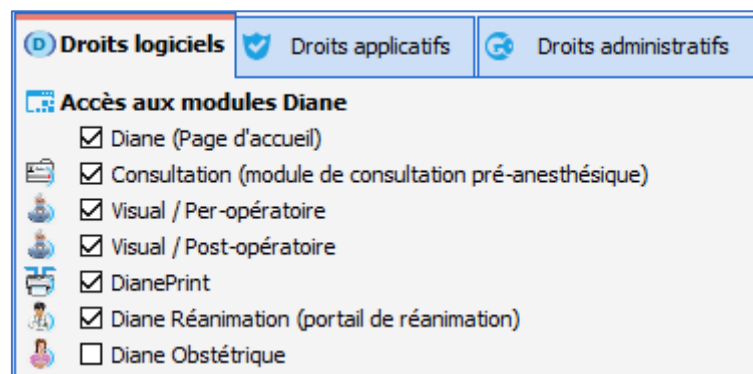 Droits logiciels Droits applicatifs Droits administratifs
Accès aux modules Diane
Diane (Page d'accueil)
Consultation (module de consultation pré-anesthésique)
Visual / Per-opératoire
Visual / Post-opératoire
DianePrint
Diane Réanimation (portail de réanimation)
Diane Obstétrique